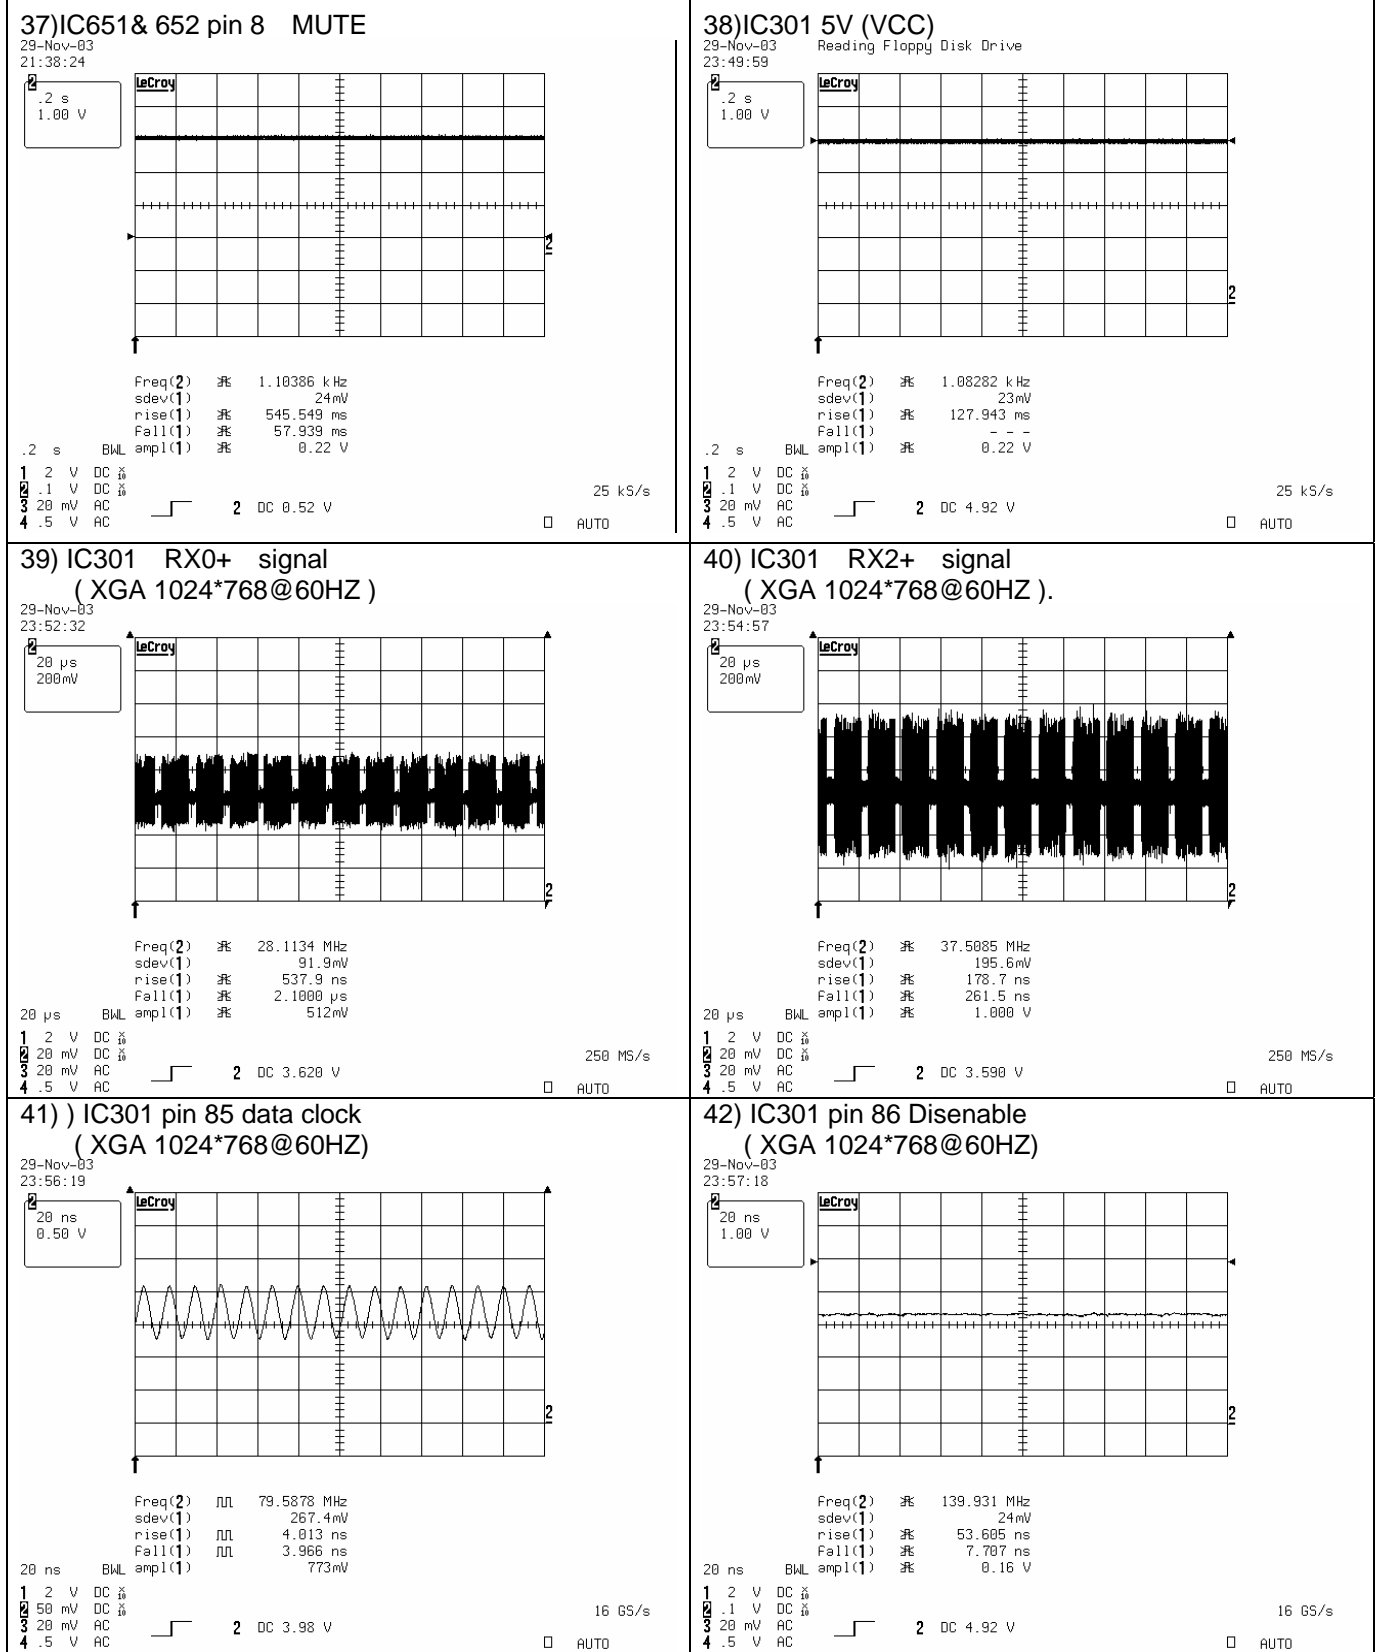 37)IC651& 652 pin 8 MUTE
29-Nov-03
21:38:24
2
.2 s
1.00 V
LeCroy
2
Freq(2) 1.10386 kHz
sdev(1) 24mV
rise(1) 545.549 ms
Fall(1) 57.939 ms
.2 s BWL ampl(1) 0.22 V
1 2 V DC
2 .1 V DC
3 20 mV AC
4 .5 V AC
2 DC 0.52 V
25 kS/s
AUTO
38)IC301 5V (VCC)
29-Nov-03 Reading Floppy Disk Drive
23:49:59
2
.2 s
1.00 V
LeCroy
2
Freq(2) 1.08282 kHz
sdev(1) 23mV
rise(1) 127.943 ms
Fall(1) - - -
.2 s BWL ampl(1) 0.22 V
1 2 V DC
2 .1 V DC
3 20 mV AC
4 .5 V AC
2 DC 4.92 V
25 kS/s
AUTO
39) IC301 RX0+ signal
( XGA 1024*768@60HZ )
29-Nov-03
23:52:32
2
20 µs
200mV
LeCroy
2
Freq(2) 28.1134 MHz
sdev(1) 91.9mV
rise(1) 537.9 ns
Fall(1) 2.1000 µs
20 µs BWL ampl(1) 512mV
1 2 V DC
2 20 mV DC
3 20 mV AC
4 .5 V AC
2 DC 3.620 V
250 MS/s
AUTO
40) IC301 RX2+ signal
( XGA 1024*768@60HZ ).
29-Nov-03
23:54:57
2
20 µs
200mV
LeCroy
2
Freq(2) 37.5085 MHz
sdev(1) 195.6mV
rise(1) 178.7 ns
Fall(1) 261.5 ns
20 µs BWL ampl(1) 1.000 V
1 2 V DC
2 20 mV DC
3 20 mV AC
4 .5 V AC
2 DC 3.590 V
250 MS/s
AUTO
41) ) IC301 pin 85 data clock
( XGA 1024*768@60HZ)
29-Nov-03
23:56:19
2
20 ns
0.50 V
LeCroy
2
Freq(2) 79.5878 MHz
sdev(1) 267.4mV
rise(1) 4.013 ns
Fall(1) 3.966 ns
20 ns BWL ampl(1) 773mV
1 2 V DC
2 50 mV DC
3 20 mV AC
4 .5 V AC
2 DC 3.98 V
16 GS/s
AUTO
42) IC301 pin 86 Disenable
( XGA 1024*768@60HZ)
29-Nov-03
23:57:18
2
20 ns
1.00 V
LeCroy
2
Freq(2) 139.931 MHz
sdev(1) 24mV
rise(1) 53.605 ns
Fall(1) 7.707 ns
20 ns BWL ampl(1) 0.16 V
1 2 V DC
2 .1 V DC
3 20 mV AC
4 .5 V AC
2 DC 4.92 V
16 GS/s
AUTO